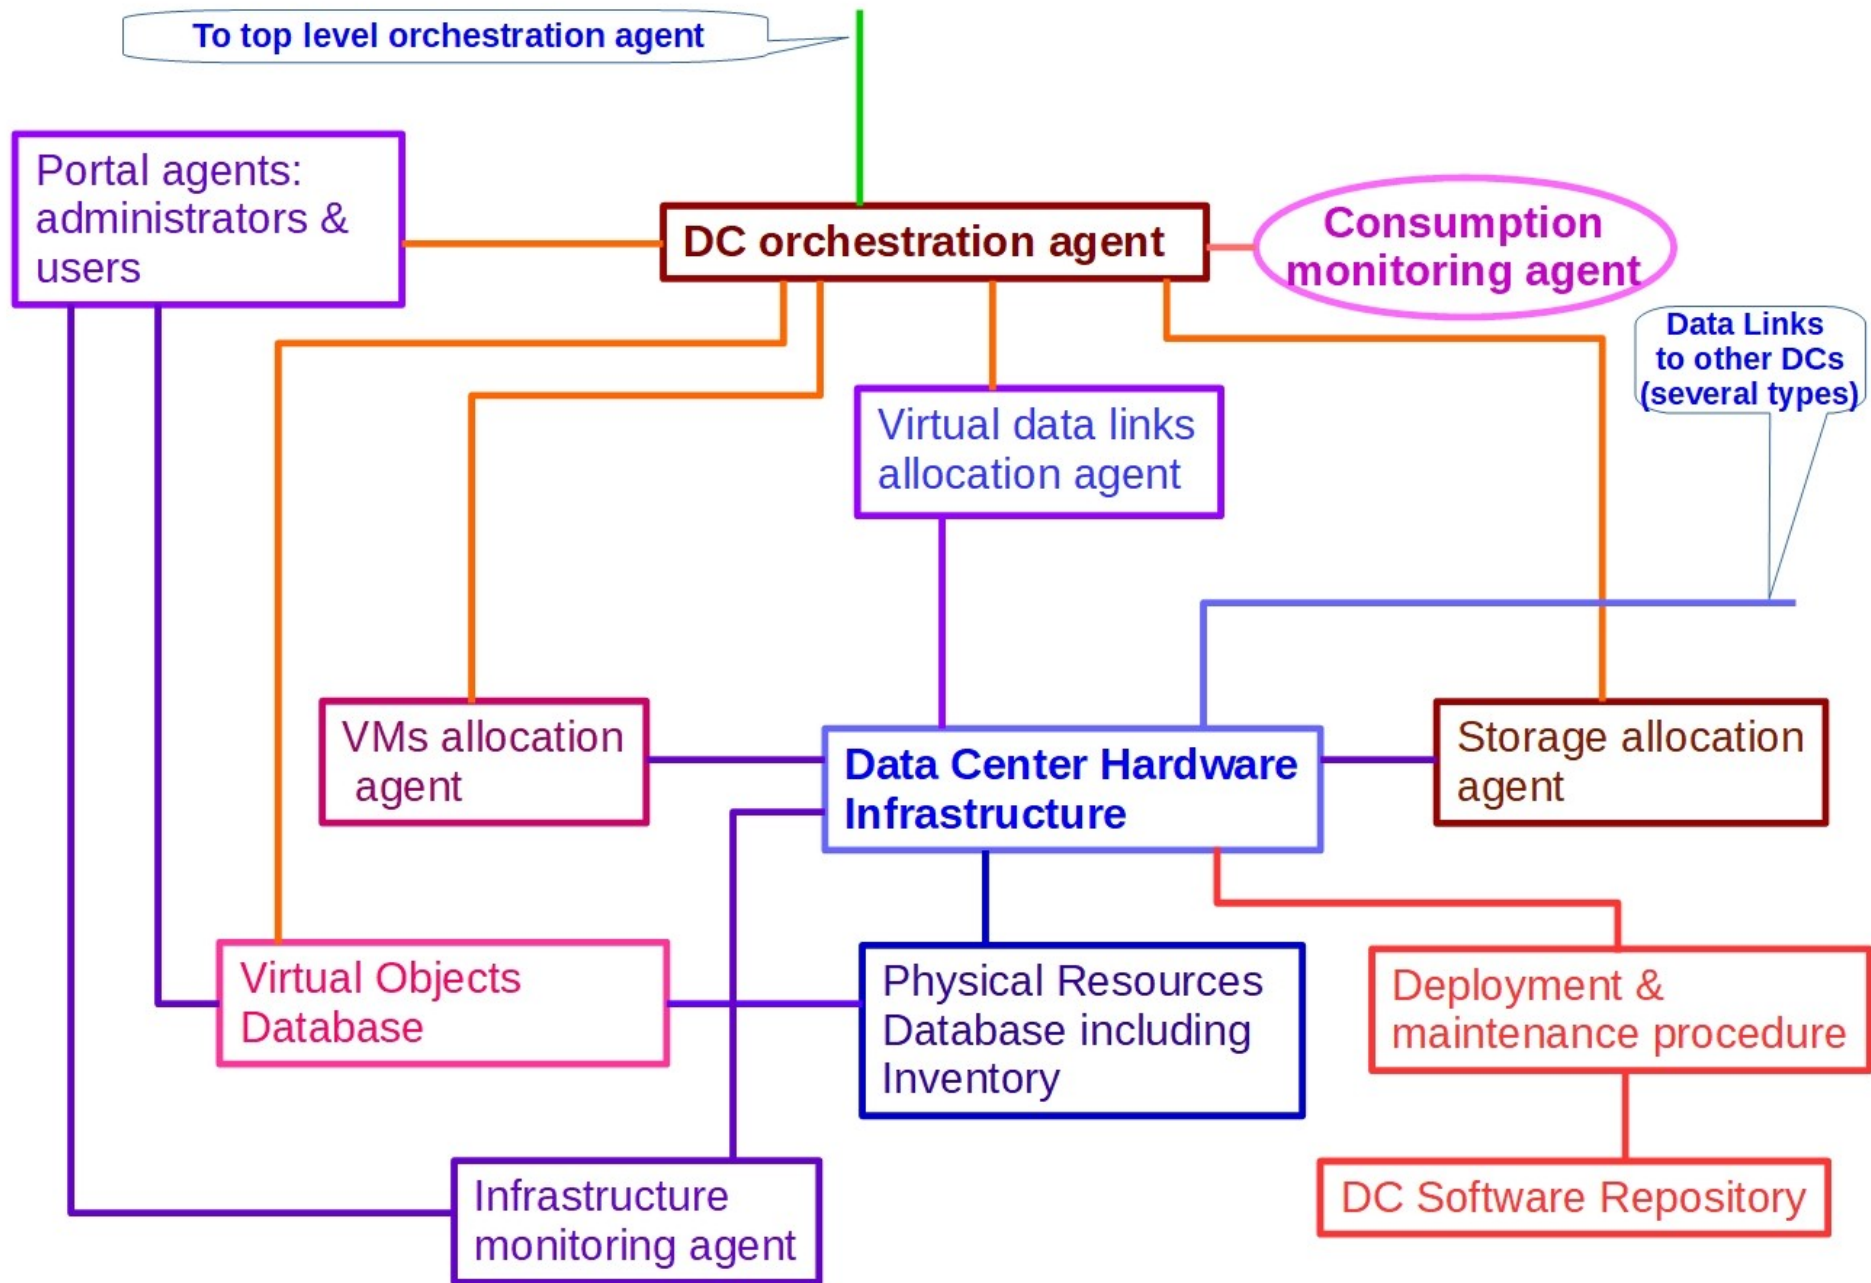 To top level orchestration agent
Portal agents:
administrators &
users
DC orchestration agent
Consumption
monitoring agent
Data Links
to other DCs
(several types)
Virtual data links
allocation agent
VMs allocation
agent
Data Center Hardware
Infrastructure
Storage allocation
agent
Virtual Objects
Database
Physical Resources
Database including
Inventory
Deployment &
maintenance procedure
Infrastructure
monitoring agent
DC Software Repository